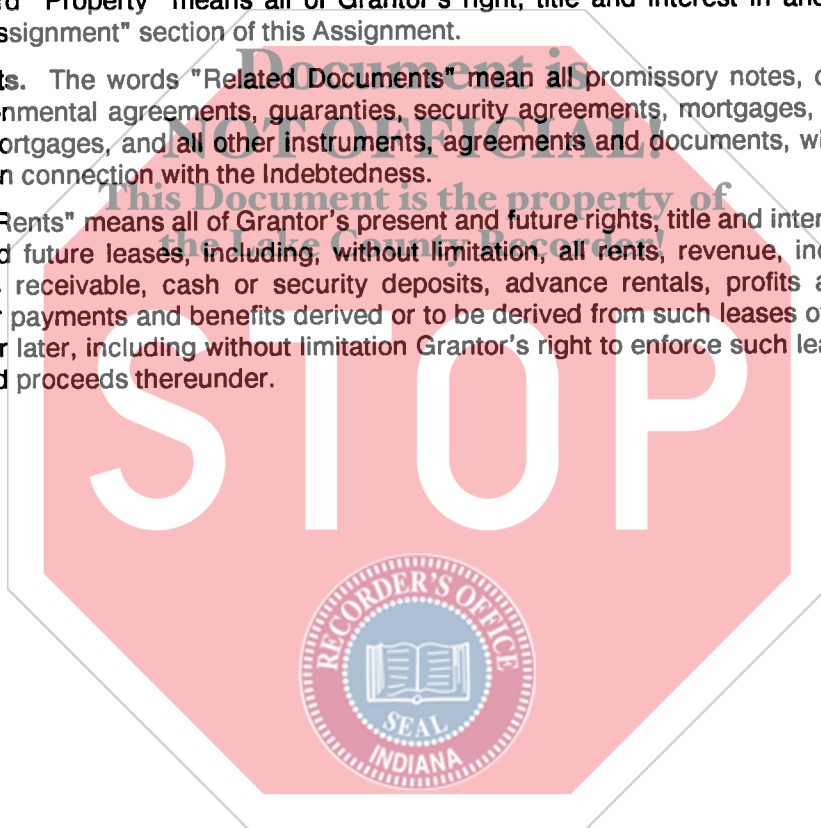 rd "Property" means all of Grantor's right, title and interest in and
ssignment" section of this Assignment.
Document is
ts. The words "Related Documents" mean all promissory notes,
nmental agreements, guaranties, security agreements, mortgages,
NOT OFFICIAL!
ortgages, and all other instruments, agreements and documents,
n connection with the Indebtedness.
This Document is the property of
Rents" means all of Grantor's present and future rights, title and
the Lake County Recorder!
d future leases, including, without limitation, all rents, revenue,
receivable, cash or security deposits, advance rentals, profits
payments and benefits derived or to be derived from such leases
r later, including without limitation Grantor's right to enforce such
d proceeds thereunder.
STOP
RECORDER'S OFFICE
SEAL
INDIANA